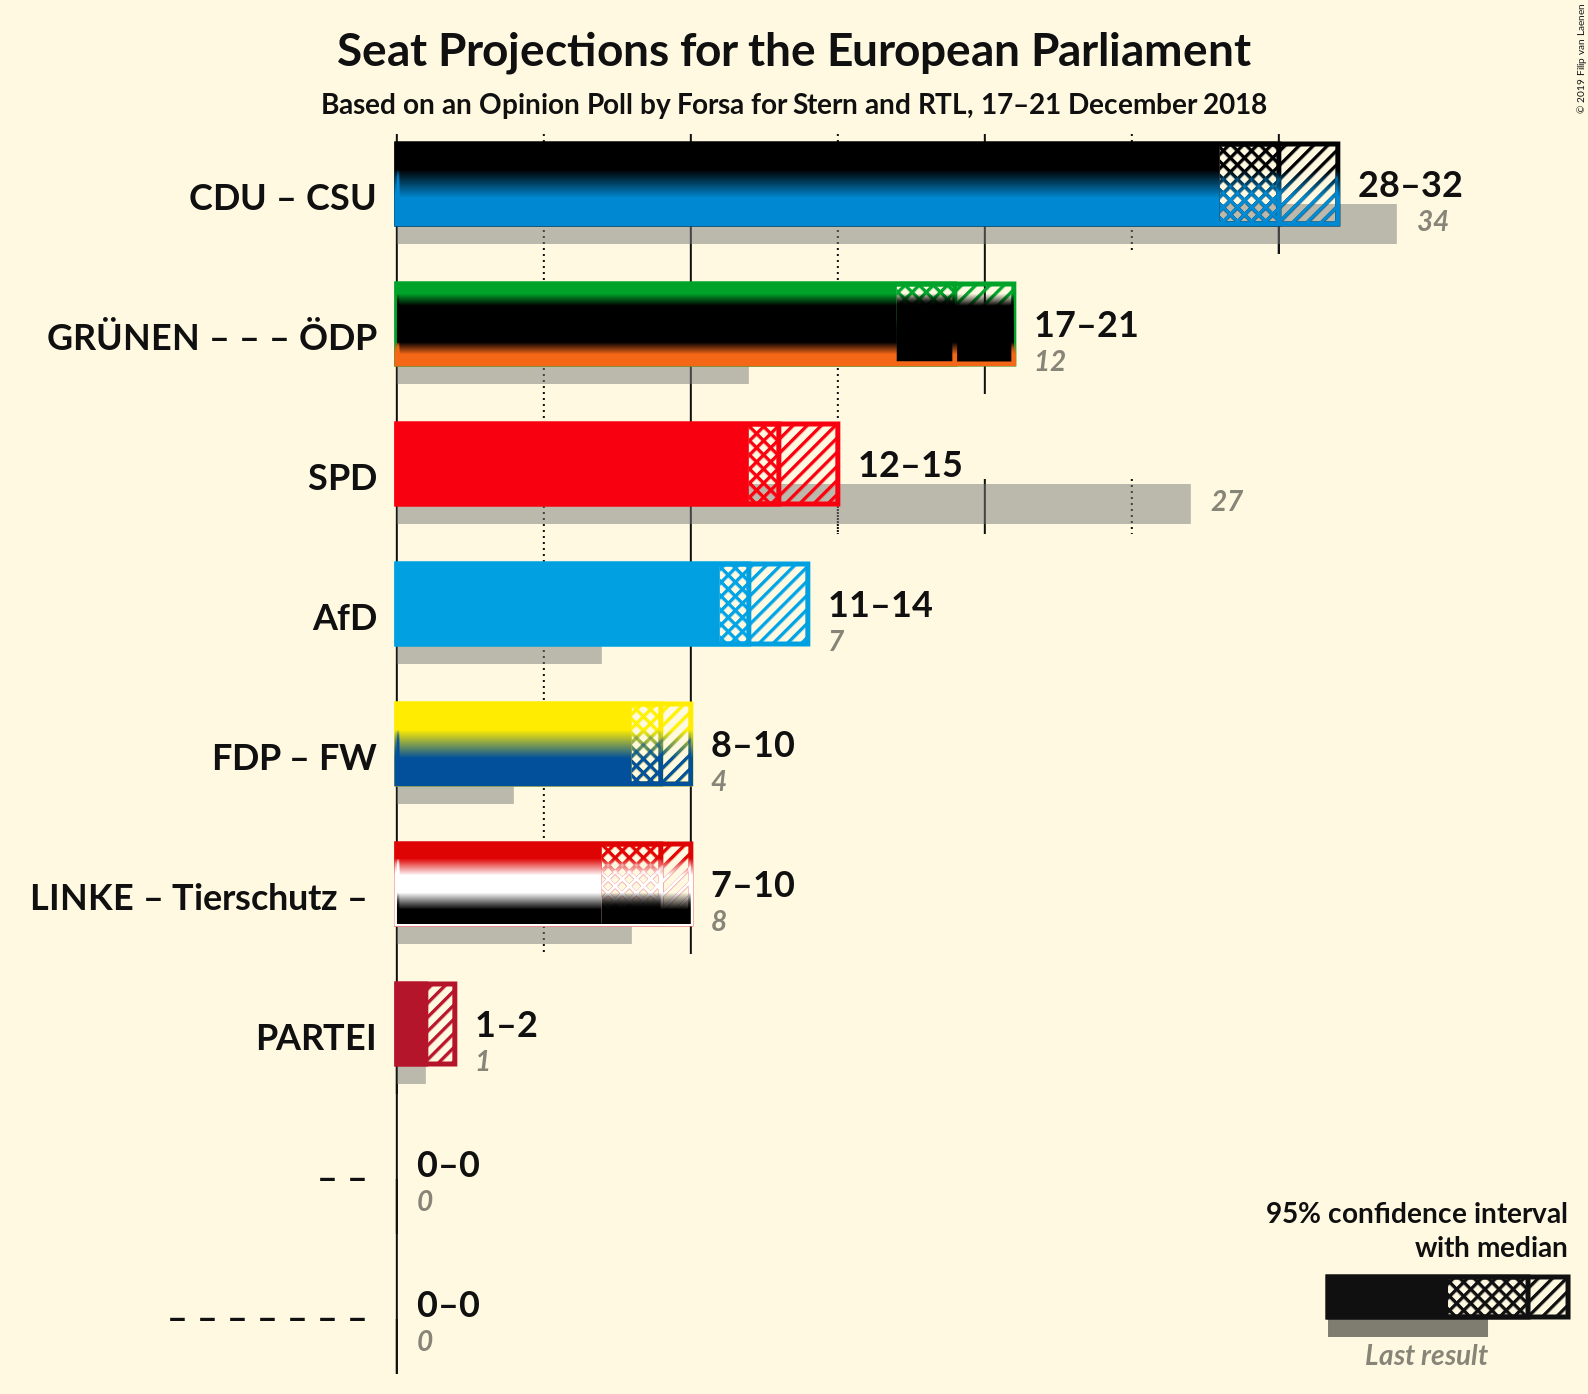 Seat Projections for the European Parliament
Based on an Opinion Poll by Forsa for Stern and RTL, 17–21 December 2018
© 2019 Filip van Laenen
CDU – CSU
28–32
34
GRÜNEN – – – ÖDP
17–21
12
SPD
12–15
27
AfD
11–14
7
FDP – FW
8–10
4
LINKE – Tierschutz –
7–10
8
PARTEI
1–2
1
– –
0–0
0
– – – – – – –
0–0
0
95% confidence interval
with median
Last result